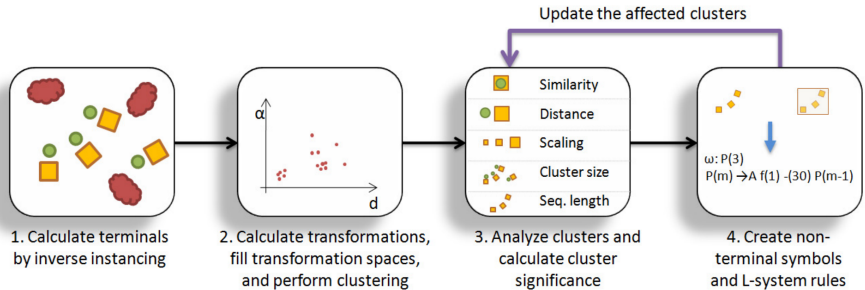 Update the affected clusters
α
d
Similarity
Distance
Scaling
Cluster size
Seq. length
ω: P(3)
P(m) →A f(1) -(30) P(m-1)
1. Calculate terminals
by inverse instancing
2. Calculate transformations,
fill transformation spaces,
and perform clustering
3. Analyze clusters and
calculate cluster
significance
4. Create non-
terminal symbols
and L-system rules